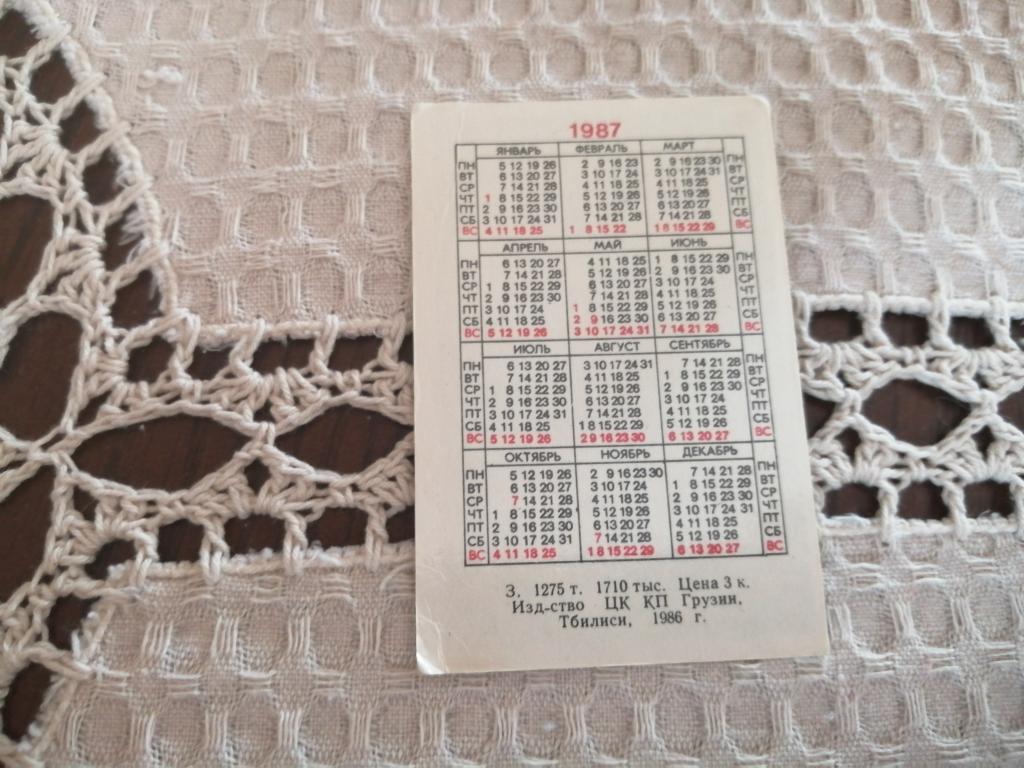 1987
ЯНВАРЬ ФЕВРАЛЬ МАРТ
ПН 5 12 19 26 2 9 16 23 2 9 16 23 30 ПН
ВТ 6 13 20 27 3 10 17 24 3 10 17 24 31 ВТ
СР 7 14 21 28 4 11 18 25 4 11 18 25 СР
ЧТ 1 8 15 22 29 5 12 19 26 5 12 19 26 ЧТ
ПТ 2 9 16 23 30 6 13 20 27 6 13 20 27 ПТ
СБ 3 10 17 24 31 7 14 21 28 7 14 21 28 СБ
ВС 4 11 18 25 1 8 15 22 1 8 15 22 29 ВС
АПРЕЛЬ МАЙ ИЮНЬ
ПН 6 13 20 27 4 11 18 25 1 8 15 22 29 ПН
ВТ 7 14 21 28 5 12 19 26 2 9 16 23 30 ВТ
СР 1 8 15 22 29 6 13 20 27 3 10 17 24 СР
ЧТ 2 9 16 23 30 7 14 21 28 4 11 18 25 ЧТ
ПТ 3 10 17 24 1 8 15 22 29 5 12 19 26 ПТ
СБ 4 11 18 25 2 9 16 23 30 6 13 20 27 СБ
ВС 5 12 19 26 3 10 17 24 31 7 14 21 28 ВС
ИЮЛЬ АВГУСТ СЕНТЯБРЬ
ПН 6 13 20 27 3 10 17 24 31 7 14 21 28 ПН
ВТ 7 14 21 28 4 11 18 25 1 8 15 22 29 ВТ
СР 1 8 15 22 29 5 12 19 26 2 9 16 23 30 СР
ЧТ 2 9 16 23 30 6 13 20 27 3 10 17 24 ЧТ
ПТ 3 10 17 24 31 7 14 21 28 4 11 18 25 ПТ
СБ 4 11 18 25 1 8 15 22 29 5 12 19 26 СБ
ВС 5 12 19 26 2 9 16 23 30 6 13 20 27 ВС
ОКТЯБРЬ НОЯБРЬ ДЕКАБРЬ
ПН 5 12 19 26 2 9 16 23 30 7 14 21 28 ПН
ВТ 6 13 20 27 3 10 17 24 1 8 15 22 29 ВТ
СР 7 14 21 28 4 11 18 25 2 9 16 23 30 СР
ЧТ 1 8 15 22 29 5 12 19 26 3 10 17 24 31 ЧТ
ПТ 2 9 16 23 30 6 13 20 27 4 11 18 25 ПТ
СБ 3 10 17 24 31 7 14 21 28 5 12 19 26 СБ
ВС 4 11 18 25 1 8 15 22 29 6 13 20 27 ВС
З. 1275 т. 1710 тыс. Цена 3 к.
Изд-ство ЦК КП Грузии,
Тбилиси, 1986 г.